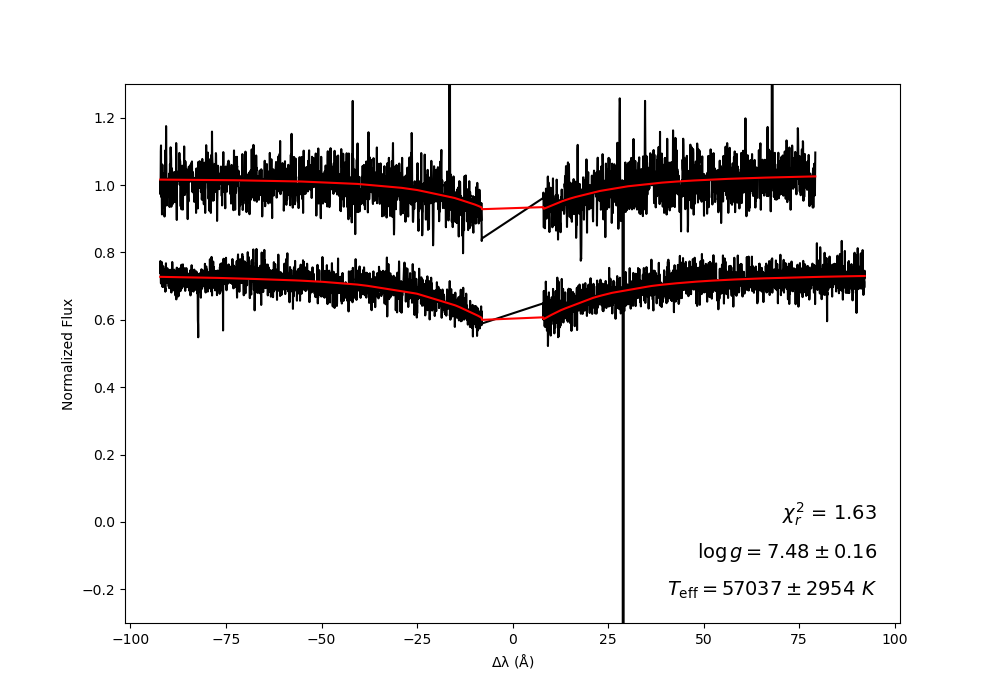 1.2
1.0
0.8
0.6
0.4
0.2
0.0
−0.2
Normalized Flux
χ²ᵣ = 1.63
log g = 7.48 ± 0.16
T_eff = 57037 ± 2954 K
−100 −75 −50 −25 0 25 50 75 100
Δλ (Å)